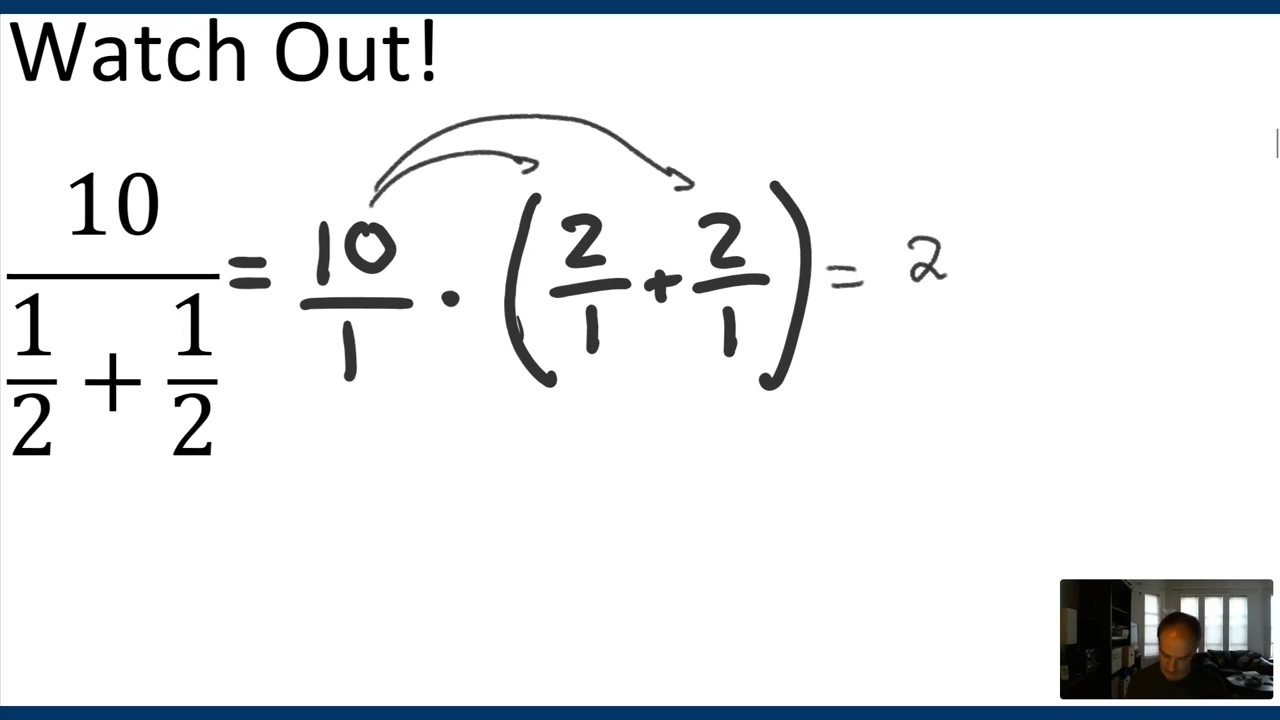 Watch Out!
10/(1/2 + 1/2) = 10/1 · (2/1 + 2/1) = 2